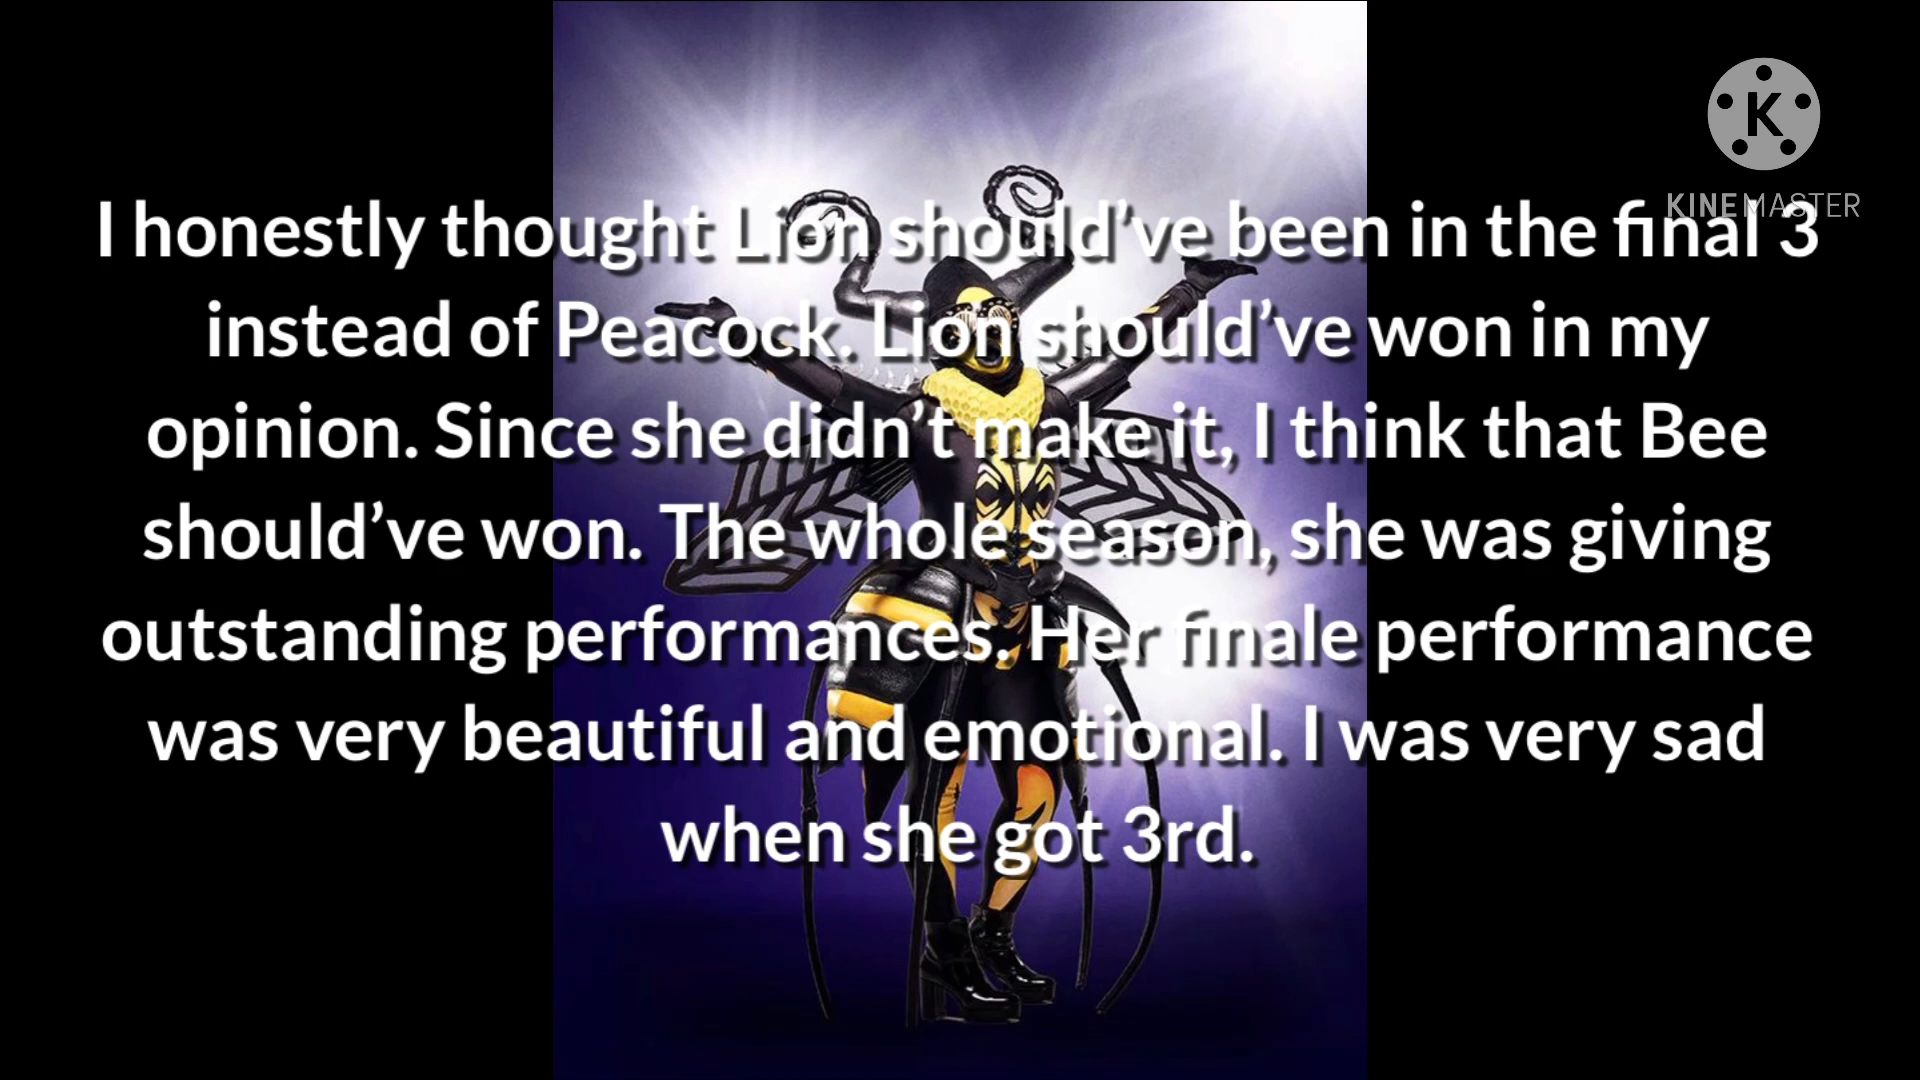 K
KINEMASTER
I honestly thought Lion should’ve been in the final 3
instead of Peacock. Lion should’ve won in my
opinion. Since she didn’t make it, I think that Bee
should’ve won. The whole season, she was giving
outstanding performances. Her finale performance
was very beautiful and emotional. I was very sad
when she got 3rd.